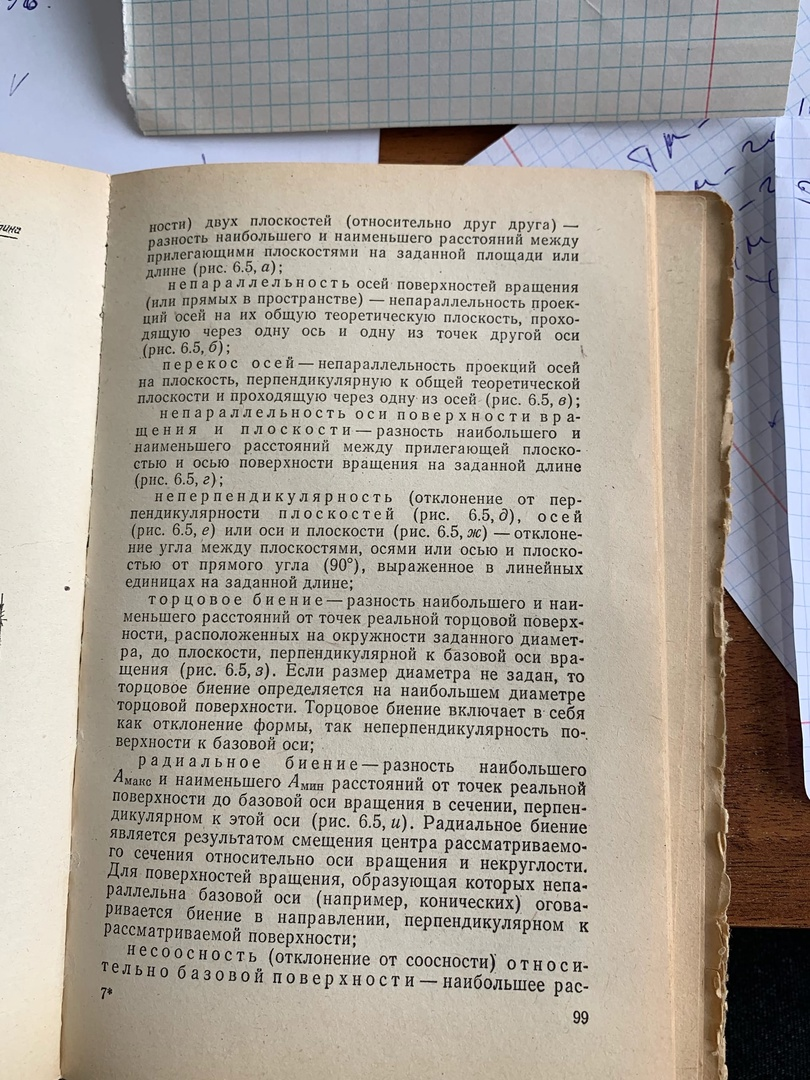 ности) двух плоскостей (относительно друг друга) —
разность наибольшего и наименьшего расстояний между
прилегающими плоскостями на заданной площади или
длине (рис. 6.5, а);
непараллельность осей поверхностей вращения
(или прямых в пространстве) — непараллельность проек-
ций осей на их общую теоретическую плоскость, прохо-
дящую через одну ось и одну из точек другой оси
(рис. 6.5, б);
перекос осей — непараллельность проекций осей
на плоскость, перпендикулярную к общей теоретической
плоскости и проходящую через одну из осей (рис. 6.5, в);
непараллельность оси поверхности вра-
щения и плоскости — разность наибольшего и
наименьшего расстояний между прилегающей плоско-
стью и осью поверхности вращения на заданной длине
(рис. 6.5, г);
неперпендикулярность (отклонение от пер-
пендикулярности плоскостей (рис. 6.5, д), осей
(рис. 6.5, е) или оси и плоскости (рис. 6.5, ж) — отклоне-
ние угла между плоскостями, осями или осью и плоско-
стью от прямого угла (90°), выраженное в линейных
единицах на заданной длине;
торцовое биение — разность наибольшего и наи-
меньшего расстояний от точек реальной торцовой поверх-
ности, расположенных на окружности заданного диамет-
ра, до плоскости, перпендикулярной к базовой оси вра-
щения (рис. 6.5, з). Если размер диаметра не задан, то
торцовое биение определяется на наибольшем диаметре
торцовой поверхности. Торцовое биение включает в себя
как отклонение формы, так неперпендикулярность по-
верхности к базовой оси;
радиальное биение — разность наибольшего
Амакс и наименьшего Амин расстояний от точек реальной
поверхности до базовой оси вращения в сечении, перпен-
дикулярном к этой оси (рис. 6.5, и). Радиальное биение
является результатом смещения центра рассматриваемо-
го сечения относительно оси вращения и некруглости.
Для поверхностей вращения, образующая которых непа-
раллельна базовой оси (например, конических) огова-
ривается биение в направлении, перпендикулярном к
рассматриваемой поверхности;
несоосность (отклонение от соосности) относи-
тельно базовой поверхности — наибольшее рас-
7*
99